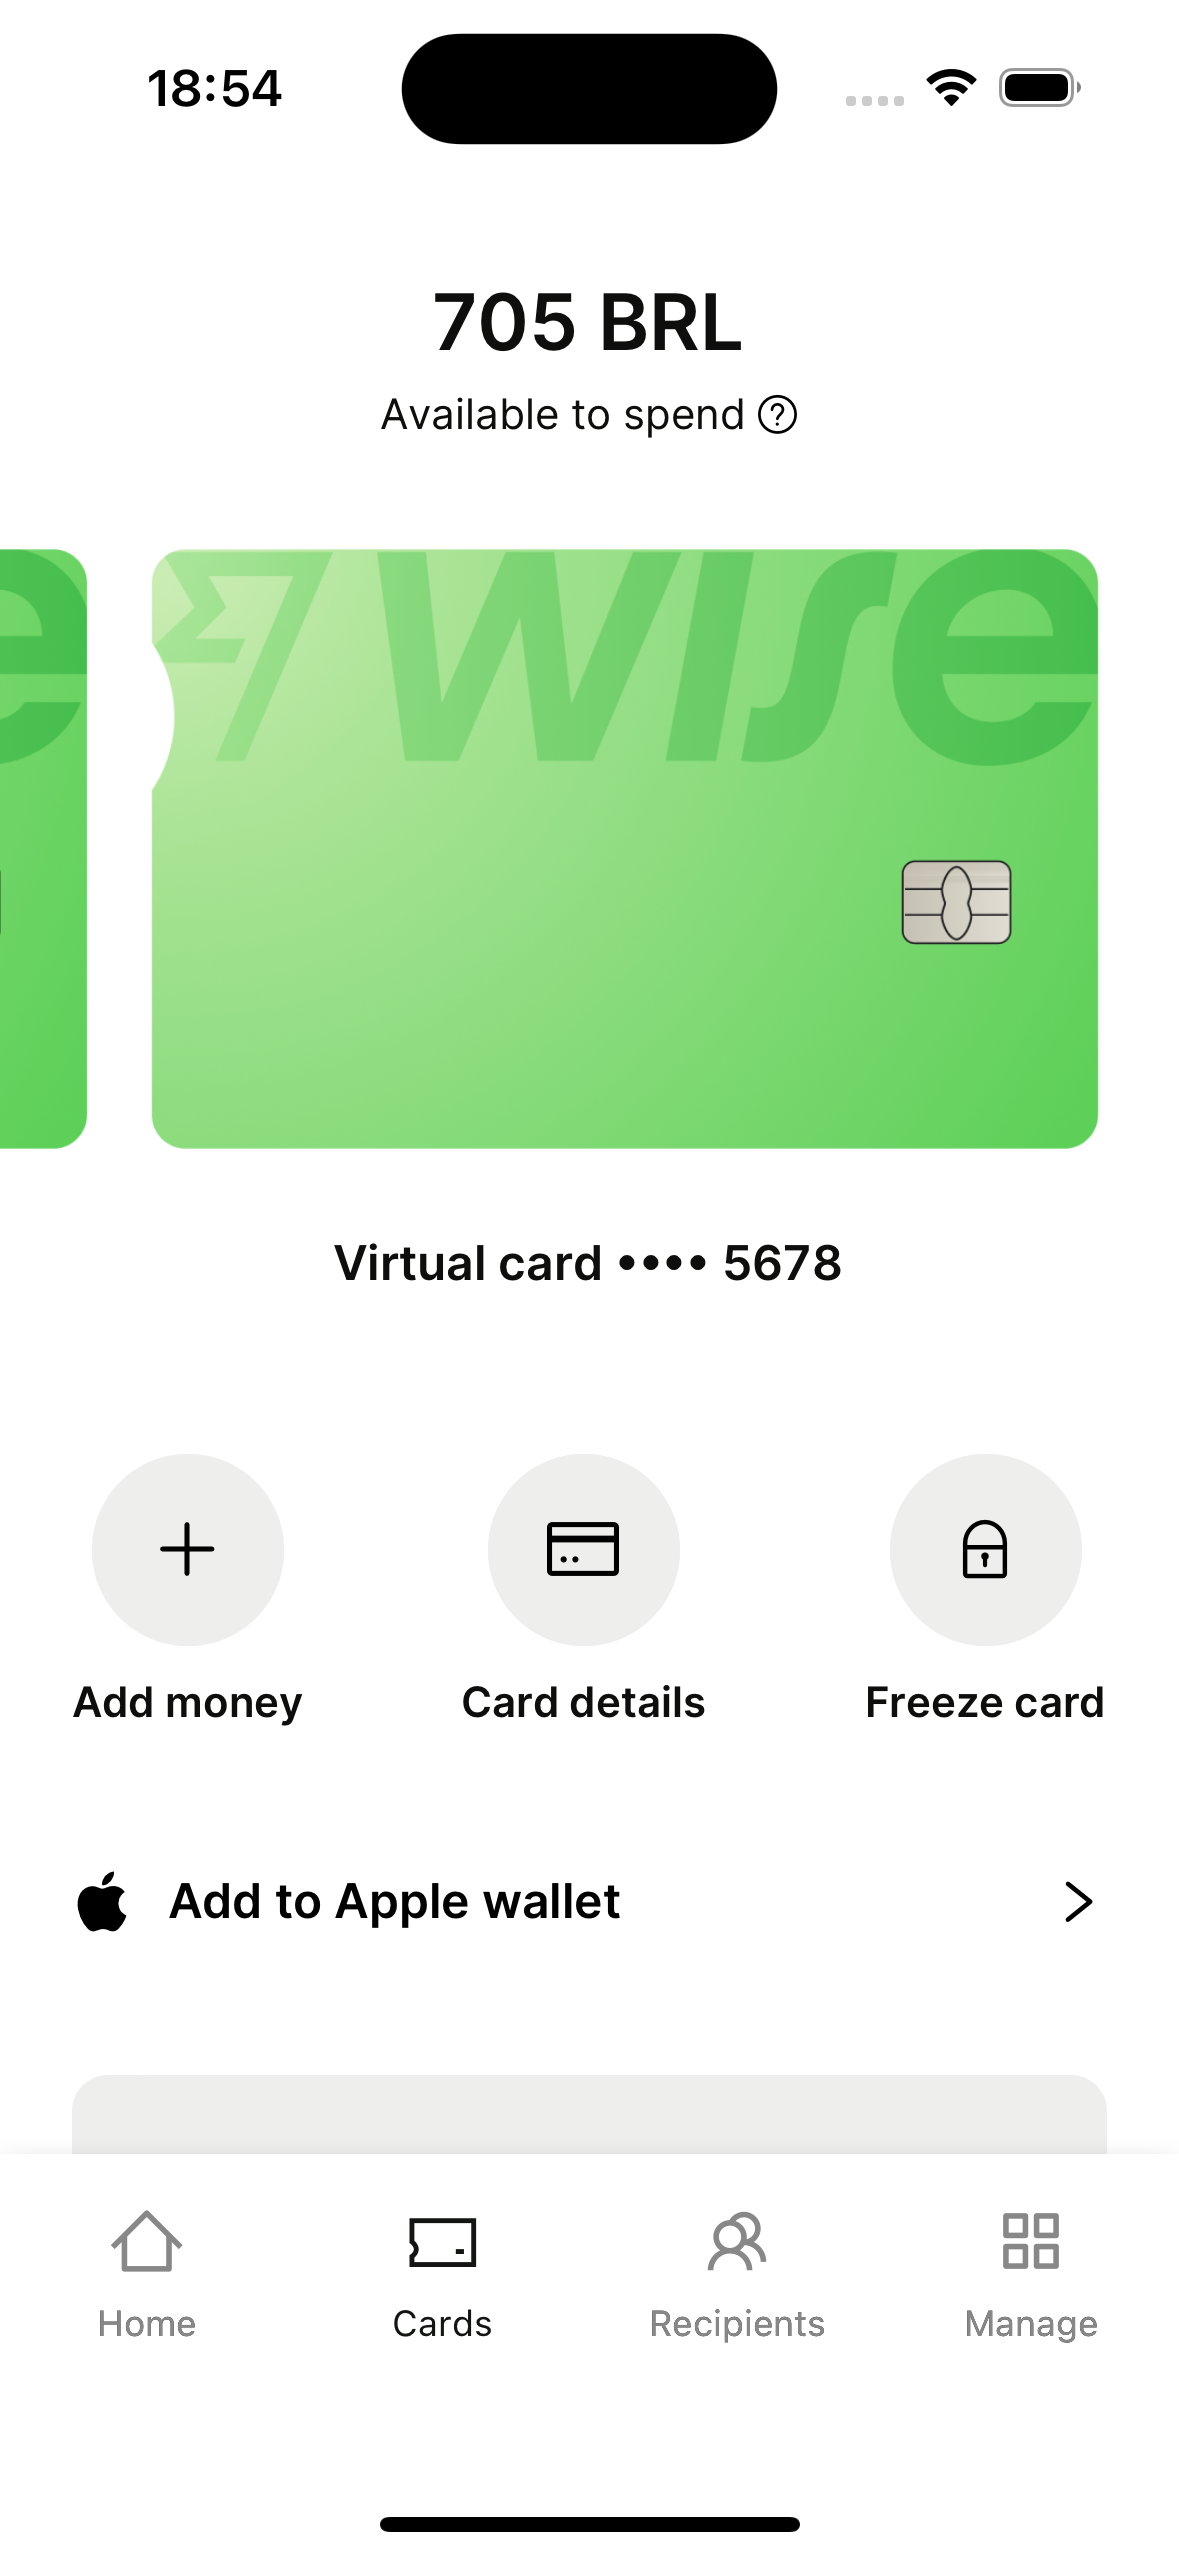 18:54
705 BRL
Available to spend ?
wise
Virtual card •••• 5678
Add money
Card details
Freeze card
Add to Apple wallet
Home
Cards
Recipients
Manage